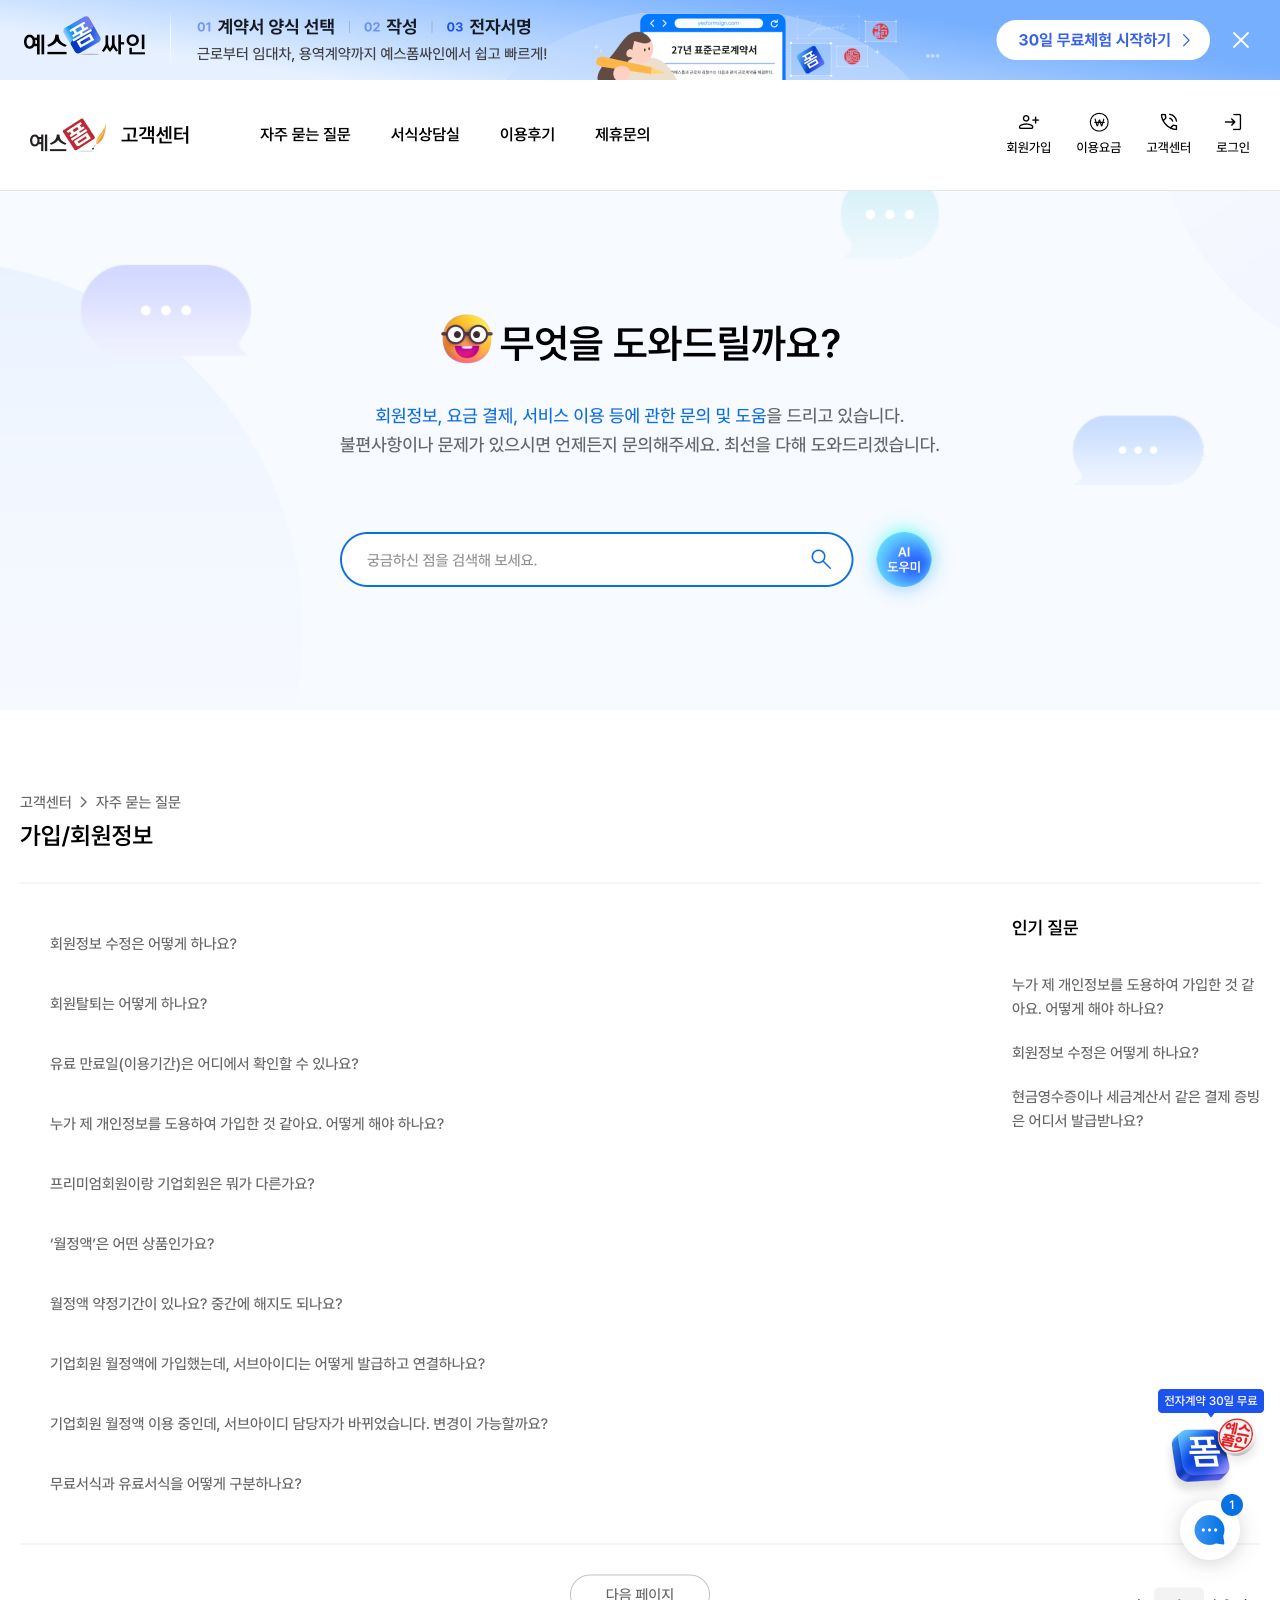 예스폼싸인
01 계약서 양식 선택 | 02 작성 | 03 전자서명
근로부터 임대차, 용역계약까지 예스폼싸인에서 쉽고 빠르게!
yesformsign.com
27년 표준근로계약서
폼
30일 무료체험 시작하기
예스폼 고객센터
자주 묻는 질문
서식상담실
이용후기
제휴문의
회원가입
이용요금
고객센터
로그인
무엇을 도와드릴까요?
회원정보, 요금 결제, 서비스 이용 등에 관한 문의 및 도움을 드리고 있습니다.
불편사항이나 문제가 있으시면 언제든지 문의해주세요. 최선을 다해 도와드리겠습니다.
궁금하신 점을 검색해 보세요.
AI
도우미
고객센터 > 자주 묻는 질문
가입/회원정보
회원정보 수정은 어떻게 하나요?
회원탈퇴는 어떻게 하나요?
유료 만료일(이용기간)은 어디에서 확인할 수 있나요?
누가 제 개인정보를 도용하여 가입한 것 같아요. 어떻게 해야 하나요?
프리미엄회원이랑 기업회원은 뭐가 다른가요?
‘월정액’은 어떤 상품인가요?
월정액 약정기간이 있나요? 중간에 해지도 되나요?
기업회원 월정액에 가입했는데, 서브아이디는 어떻게 발급하고 연결하나요?
기업회원 월정액 이용 중인데, 서브아이디 담당자가 바뀌었습니다. 변경이 가능할까요?
무료서식과 유료서식을 어떻게 구분하나요?
인기 질문
누가 제 개인정보를 도용하여 가입한 것 같
아요. 어떻게 해야 하나요?
회원정보 수정은 어떻게 하나요?
현금영수증이나 세금계산서 같은 결제 증빙
은 어디서 발급받나요?
전자계약 30일 무료
폼
예스
폼인
1
다음 페이지